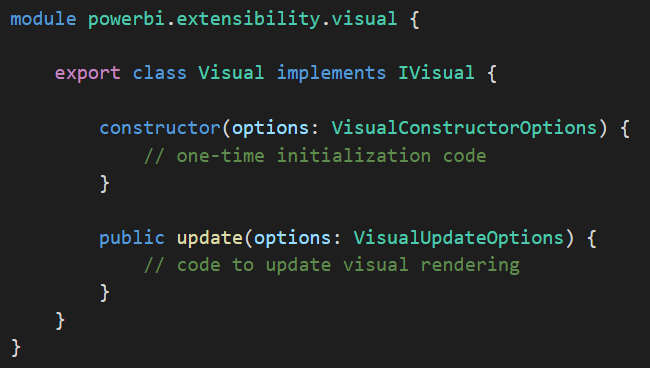 module powerbi.extensibility.visual {
export class Visual implements IVisual {
constructor(options: VisualConstructorOptions) {
// one-time initialization code
}
public update(options: VisualUpdateOptions) {
// code to update visual rendering
}
}
}